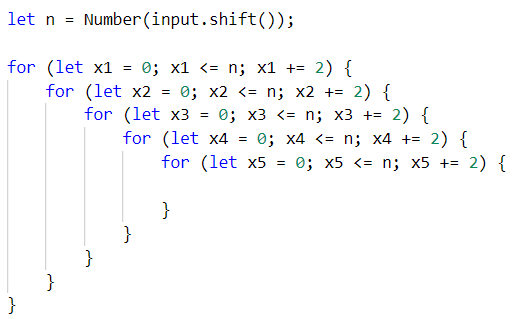 let n = Number(input.shift());

for (let x1 = 0; x1 <= n; x1 += 2) {
    for (let x2 = 0; x2 <= n; x2 += 2) {
        for (let x3 = 0; x3 <= n; x3 += 2) {
            for (let x4 = 0; x4 <= n; x4 += 2) {
                for (let x5 = 0; x5 <= n; x5 += 2) {

                }
            }
        }
    }
}